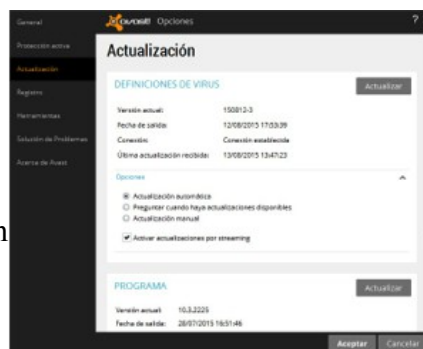 General
avast! Opciones
?
Protección activa
Actualización
Registro
Herramientas
Solución de Problemas
Acerca de Avast
Actualización
DEFINICIONES DE VIRUS
Actualizar
Versión actual: 150812-3
Fecha de salida: 12/08/2015 17:53:39
Conexión: Conexión establecida
Última actualización recibida: 13/08/2015 13:47:23
Opciones
Actualización automática
Preguntar cuando haya actualizaciones disponibles
Actualización manual
Activar actualizaciones por streaming
PROGRAMA
Actualizar
Versión actual: 10.3.2225
Fecha de salida: 28/07/2015 16:51:46
Aceptar
Cancelar
n